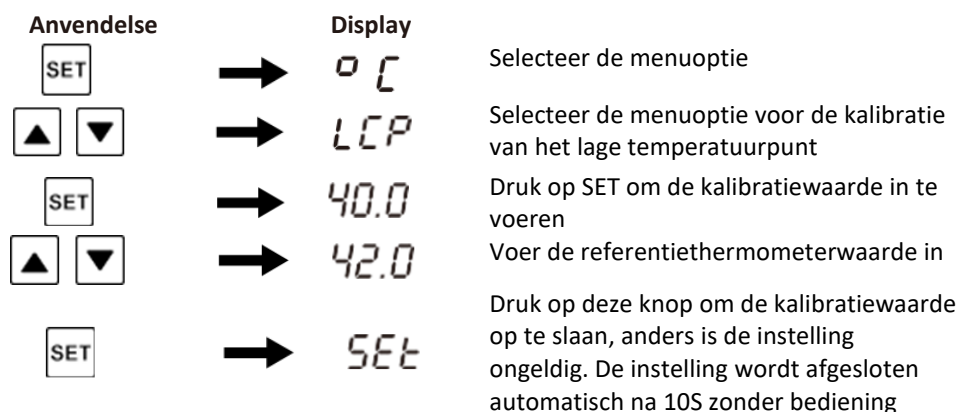 Anvendelse Display
SET ° C Selecteer de menuoptie
▲ ▼ LCP Selecteer de menuoptie voor de kalibratie
van het lage temperatuurpunt
SET 40.0 Druk op SET om de kalibratiewaarde in te
voeren
▲ ▼ 42.0 Voer de referentiethermometerwaarde in
Druk op deze knop om de kalibratiewaarde
SET SEt op te slaan, anders is de instelling
ongeldig. De instelling wordt afgesloten
automatisch na 10S zonder bediening